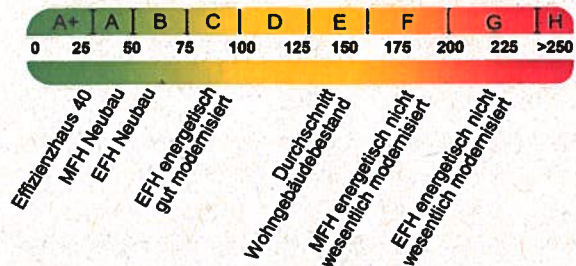 A+ A B C D E F G H
0 25 50 75 100 125 150 175 200 225 >250
Effizienzhaus 40
MFH Neubau
EFH Neubau
EFH energetisch
gut modernisiert
Durchschnitt
Wohngebäudebestand
MFH energetisch nicht
wesentlich modernisiert
EFH energetisch nicht
wesentlich modernisiert